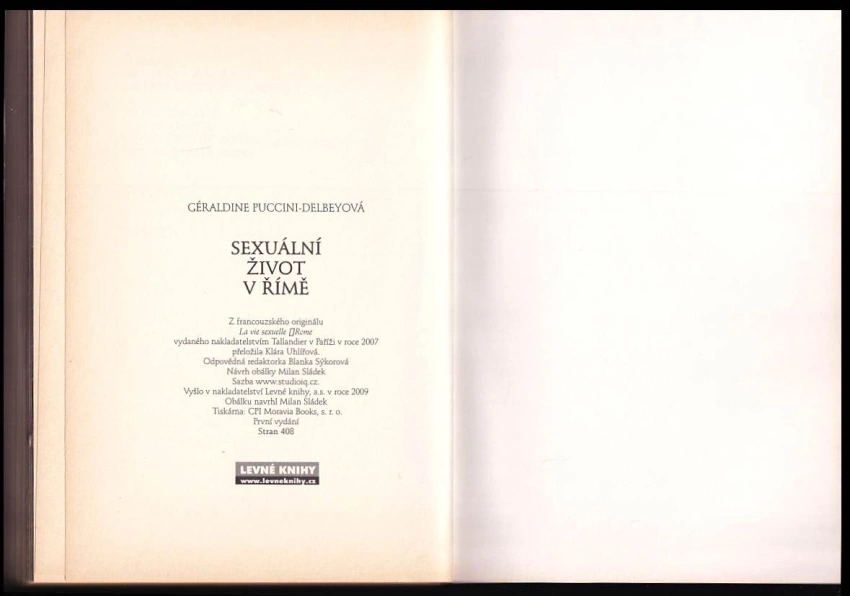 GÉRALDINE PUCCINI-DELBEYOVÁ
SEXUÁLNÍ
ŽIVOT
V ŘÍMĚ
Z francouzského originálu
La vie sexuelle []Rome
vydaného nakladatelstvím Tallandier v Paříži v roce 2007
přeložila Klára Uhlířová.
Odpovědná redaktorka Blanka Sýkorová
Návrh obálky Milan Sládek
Sazba www.studioiq.cz.
Vyšlo v nakladatelství Levné knihy, a.s. v roce 2009
Obálku navrhl Milan Sládek
Tiskárna: CPI Moravia Books, s. r. o.
První vydání
Stran 408
LEVNÉ KNIHY
www.levneknihy.cz